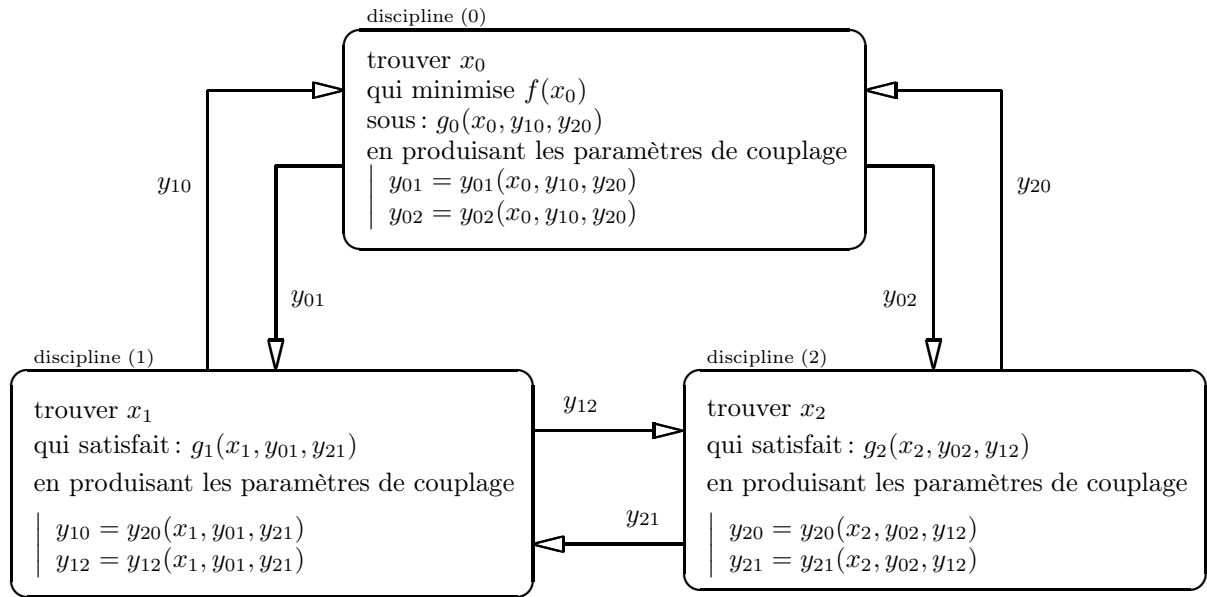 discipline (0)
trouver x₀
qui minimise f(x₀)
sous : g₀(x₀, y₁₀, y₂₀)
en produisant les paramètres de couplage
y₀₁ = y₀₁(x₀, y₁₀, y₂₀)
y₀₂ = y₀₂(x₀, y₁₀, y₂₀)
y₁₀
y₂₀
y₀₁
y₀₂
discipline (1)
trouver x₁
qui satisfait : g₁(x₁, y₀₁, y₂₁)
en produisant les paramètres de couplage
y₁₀ = y₂₀(x₁, y₀₁, y₂₁)
y₁₂ = y₁₂(x₁, y₀₁, y₂₁)
y₁₂
y₂₁
discipline (2)
trouver x₂
qui satisfait : g₂(x₂, y₀₂, y₁₂)
en produisant les paramètres de couplage
y₂₀ = y₂₀(x₂, y₀₂, y₁₂)
y₂₁ = y₂₁(x₂, y₀₂, y₁₂)